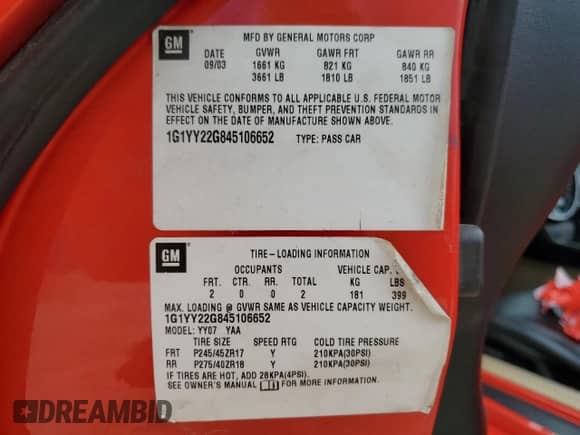 GM
MFD BY GENERAL MOTORS CORP
DATE GVWR GAWR FRT GAWR RR
09/03 1661 KG 821 KG 840 KG
3661 LB 1810 LB 1851 LB
THIS VEHICLE CONFORMS TO ALL APPLICABLE U.S. FEDERAL MOTOR
VEHICLE SAFETY, BUMPER, AND THEFT PREVENTION STANDARDS IN
EFFECT ON THE DATE OF MANUFACTURE SHOWN ABOVE.
1G1YY22G845106652 TYPE: PASS CAR
GM
TIRE-LOADING INFORMATION
OCCUPANTS VEHICLE CAP.
FRT. CTR. RR. TOTAL KG LBS
2 0 0 2 181 399
MAX. LOADING @ GVWR SAME AS VEHICLE CAPACITY WEIGHT.
1G1YY22G845106652
MODEL: YY07 YAA
TIRE SIZE SPEED RTG COLD TIRE PRESSURE
FRT P245/45ZR17 Y 210KPA(30PSI)
RR P275/40ZR18 Y 210KPA(30PSI)
IF TIRES ARE HOT, ADD 28KPA(4PSI).
SEE OWNER'S MANUAL FOR MORE INFORMATION.
DREAMBID